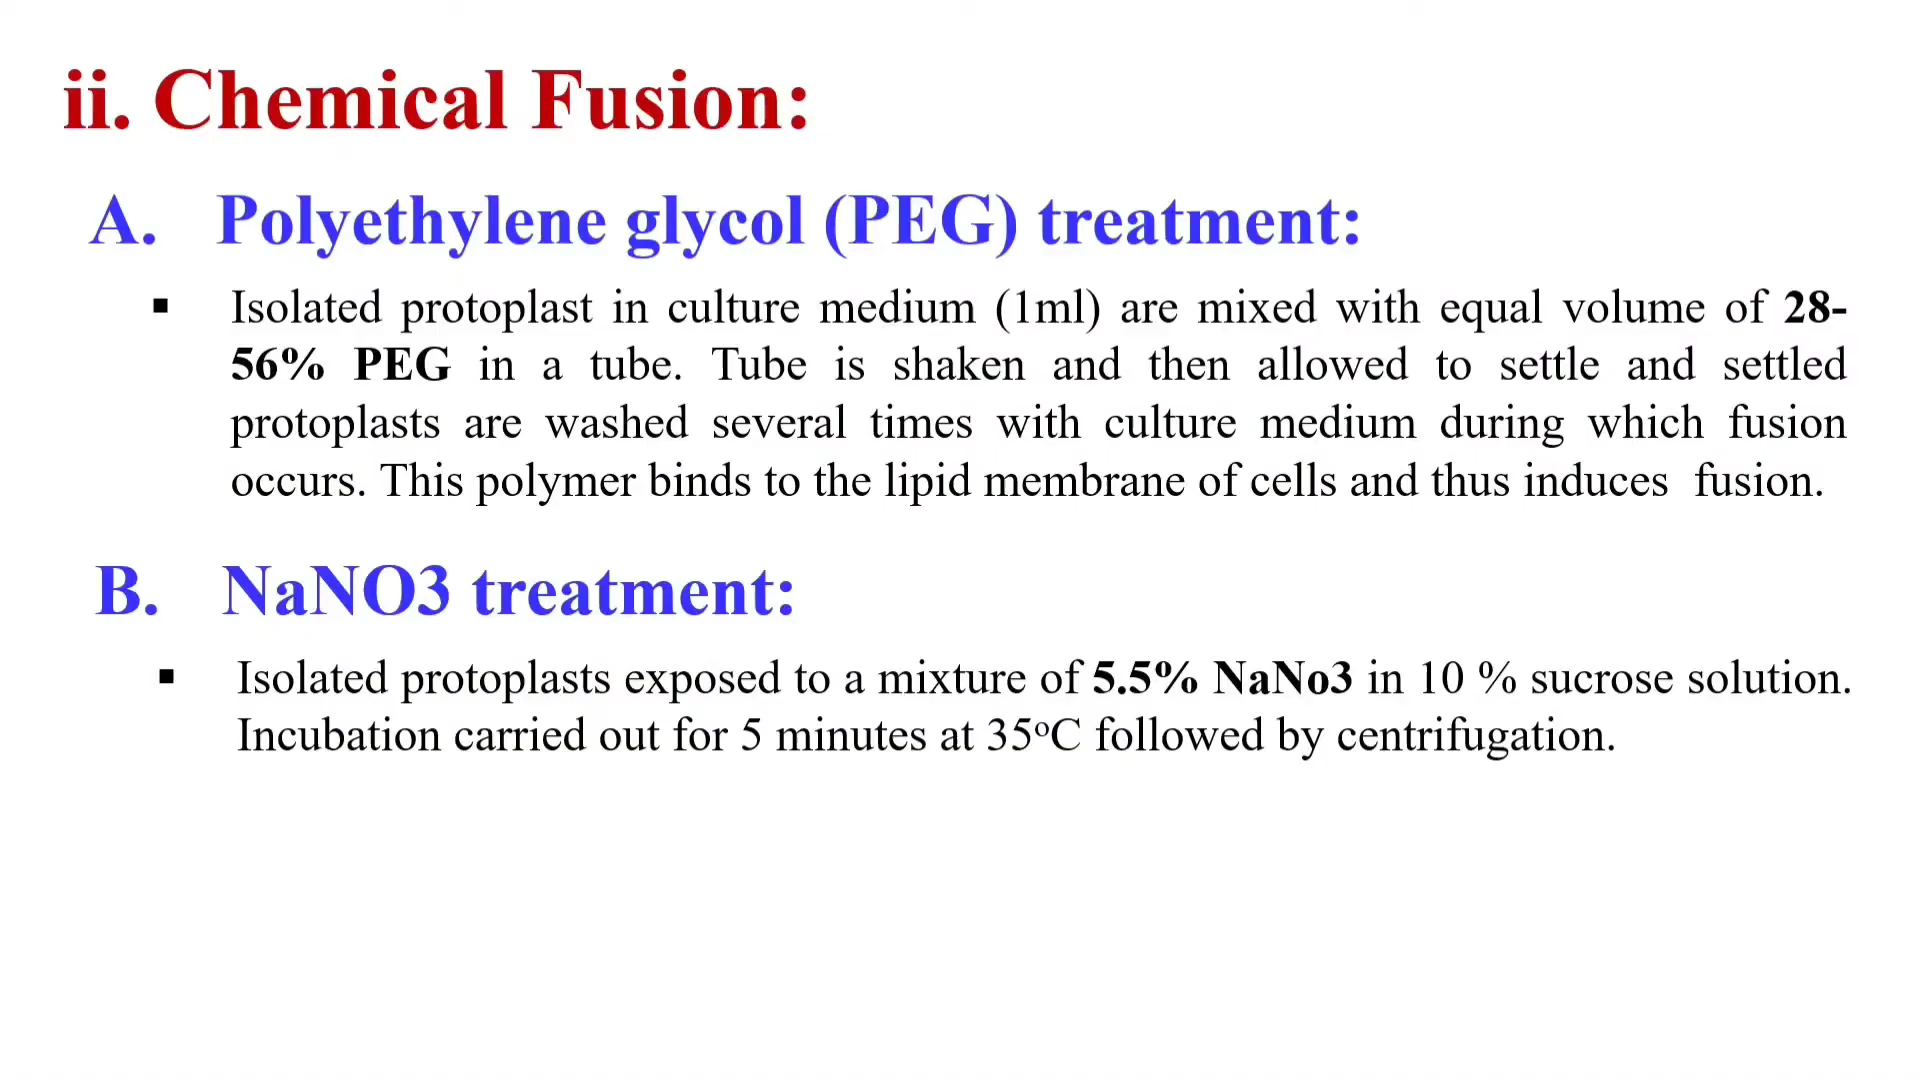 ii. Chemical Fusion:
A. Polyethylene glycol (PEG) treatment:
▪ Isolated protoplast in culture medium (1ml) are mixed with equal volume of 28-
56% PEG in a tube. Tube is shaken and then allowed to settle and settled
protoplasts are washed several times with culture medium during which fusion
occurs. This polymer binds to the lipid membrane of cells and thus induces fusion.
B. NaNO3 treatment:
▪ Isolated protoplasts exposed to a mixture of 5.5% NaNo3 in 10 % sucrose solution.
Incubation carried out for 5 minutes at 35ᵒC followed by centrifugation.